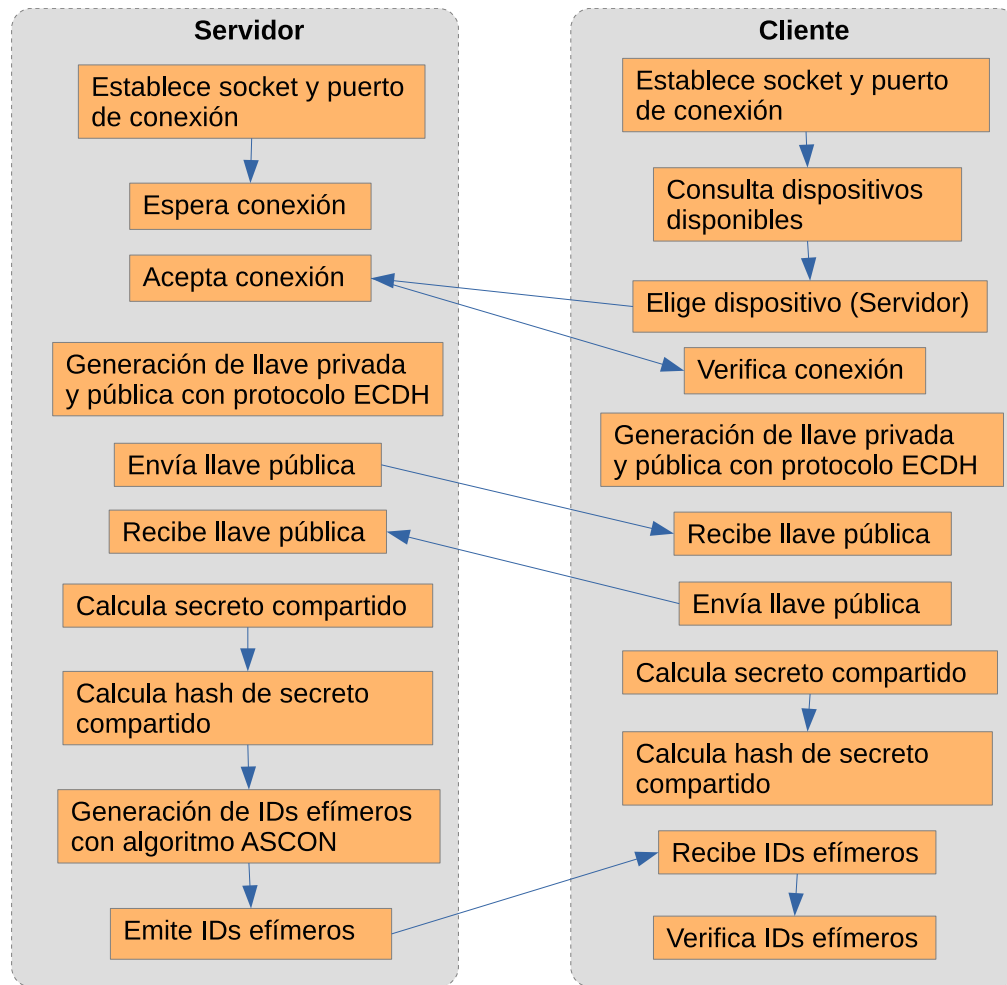 Servidor
Establece socket y puerto
de conexión
Espera conexión
Acepta conexión
Generación de llave privada
y pública con protocolo ECDH
Envía llave pública
Recibe llave pública
Calcula secreto compartido
Calcula hash de secreto
compartido
Generación de IDs efímeros
con algoritmo ASCON
Emite IDs efímeros
Cliente
Establece socket y puerto
de conexión
Consulta dispositivos
disponibles
Elige dispositivo (Servidor)
Verifica conexión
Generación de llave privada
y pública con protocolo ECDH
Recibe llave pública
Envía llave pública
Calcula secreto compartido
Calcula hash de secreto
compartido
Recibe IDs efímeros
Verifica IDs efímeros